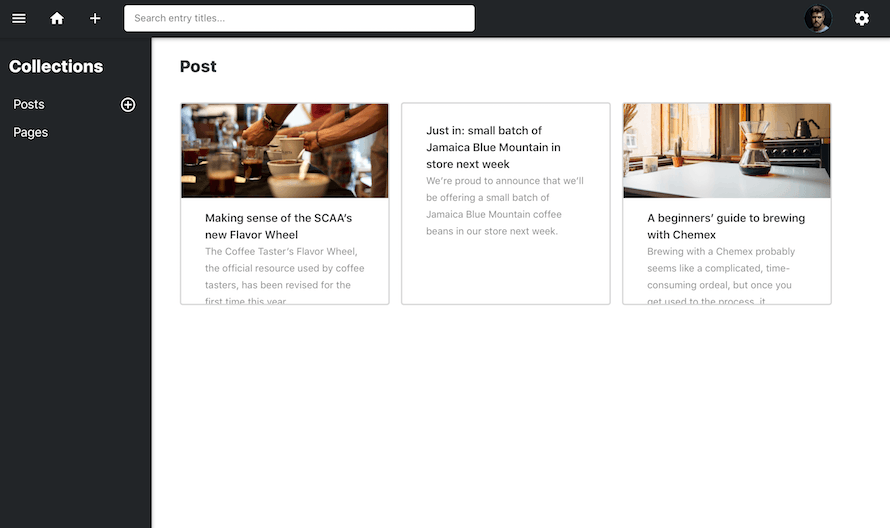 Search entry titles...
Collections
Posts
Pages
Post
Making sense of the SCAA’s
new Flavor Wheel
The Coffee Taster’s Flavor Wheel,
the official resource used by coffee
tasters, has been revised for the
first time this year
Just in: small batch of
Jamaica Blue Mountain in
store next week
We’re proud to announce that we’ll
be offering a small batch of
Jamaica Blue Mountain coffee
beans in our store next week.
A beginners’ guide to brewing
with Chemex
Brewing with a Chemex probably
seems like a complicated, time-
consuming ordeal, but once you
get used to the process, it